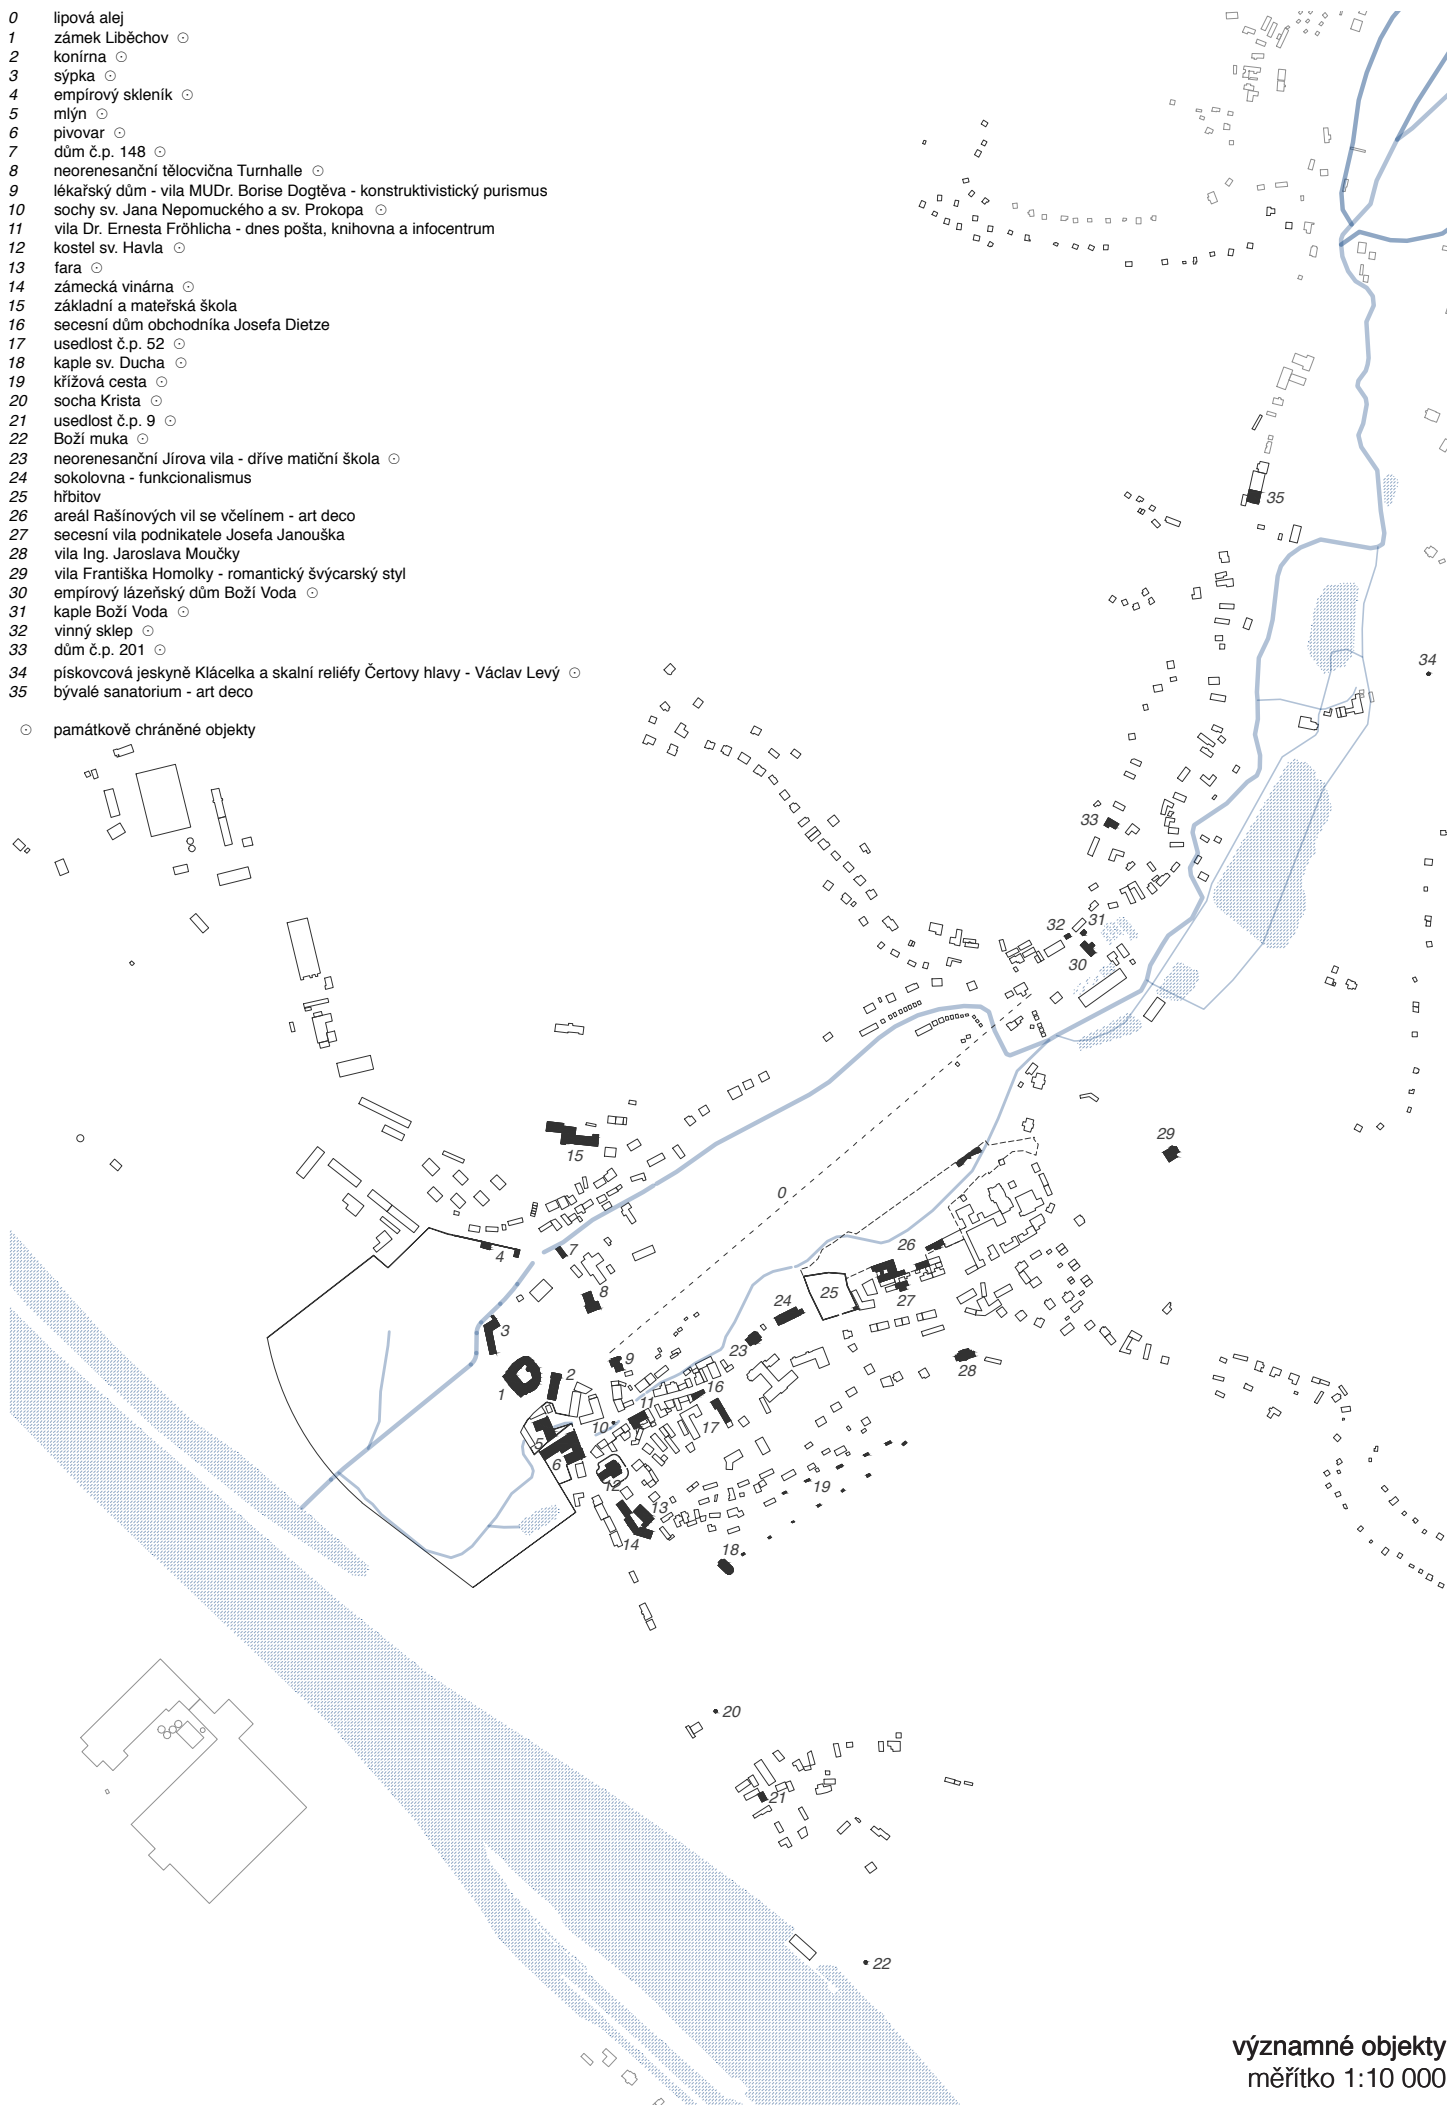 0 lipová alej
1 zámek Liběchov ⊙
2 konírna ⊙
3 sýpka ⊙
4 empírový skleník ⊙
5 mlýn ⊙
6 pivovar ⊙
7 dům č.p. 148 ⊙
8 neorenesanční tělocvična Turnhalle ⊙
9 lékařský dům - vila MUDr. Borise Dogtěva - konstruktivistický purismus
10 sochy sv. Jana Nepomuckého a sv. Prokopa ⊙
11 vila Dr. Ernesta Fröhlicha - dnes pošta, knihovna a infocentrum
12 kostel sv. Havla ⊙
13 fara ⊙
14 zámecká vinárna ⊙
15 základní a mateřská škola
16 secesní dům obchodníka Josefa Dietze
17 usedlost č.p. 52 ⊙
18 kaple sv. Ducha ⊙
19 křížová cesta ⊙
20 socha Krista ⊙
21 usedlost č.p. 9 ⊙
22 Boží muka ⊙
23 neorenesanční Jírova vila - dříve matiční škola ⊙
24 sokolovna - funkcionalismus
25 hřbitov
26 areál Rašínových vil se včelínem - art deco
27 secesní vila podnikatele Josefa Janouška
28 vila Ing. Jaroslava Moučky
29 vila Františka Homolky - romantický švýcarský styl
30 empírový lázeňský dům Boží Voda ⊙
31 kaple Boží Voda ⊙
32 vinný sklep ⊙
33 dům č.p. 201 ⊙
34 pískovcová jeskyně Klácelka a skalní reliéfy Čertovy hlavy - Václav Levý ⊙
35 bývalé sanatorium - art deco
⊙ památkově chráněné objekty
35
34
33
32
31
30
29
15
0
4
7
26
8
25
27
24
3
23
9
28
2
1
16
11
10
17
5
6
12
19
13
14
18
20
21
22
významné objekty
měřítko 1:10 000